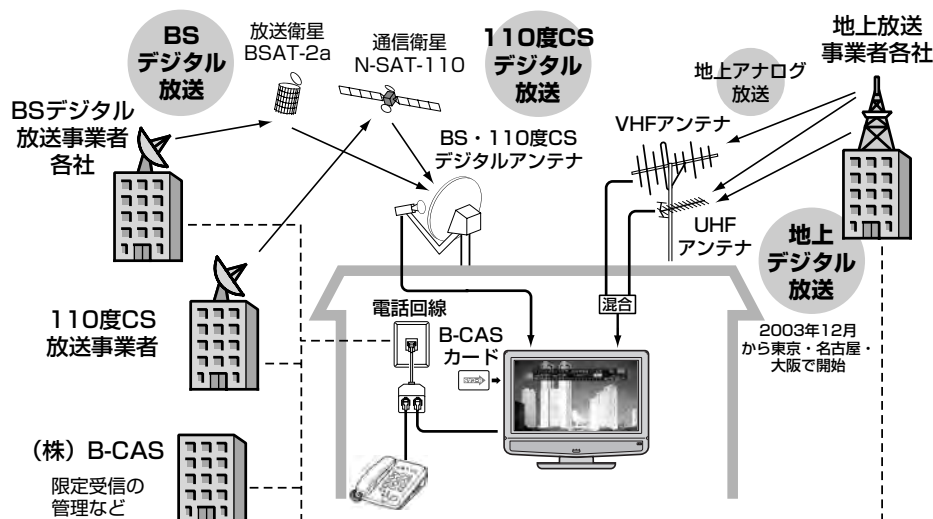 BS
デジタル
放送
放送衛星
BSAT-2a
通信衛星
N-SAT-110
110度CS
デジタル
放送
地上アナログ
放送
地上放送
事業者各社
BSデジタル
放送事業者
各社
BS・110度CS
デジタルアンテナ
VHFアンテナ
UHF
アンテナ
地上
デジタル
放送
2003年12月
から東京・名古屋・
大阪で開始
混合
110度CS
放送事業者
電話回線
B-CAS
カード
(株)B-CAS
限定受信の
管理など